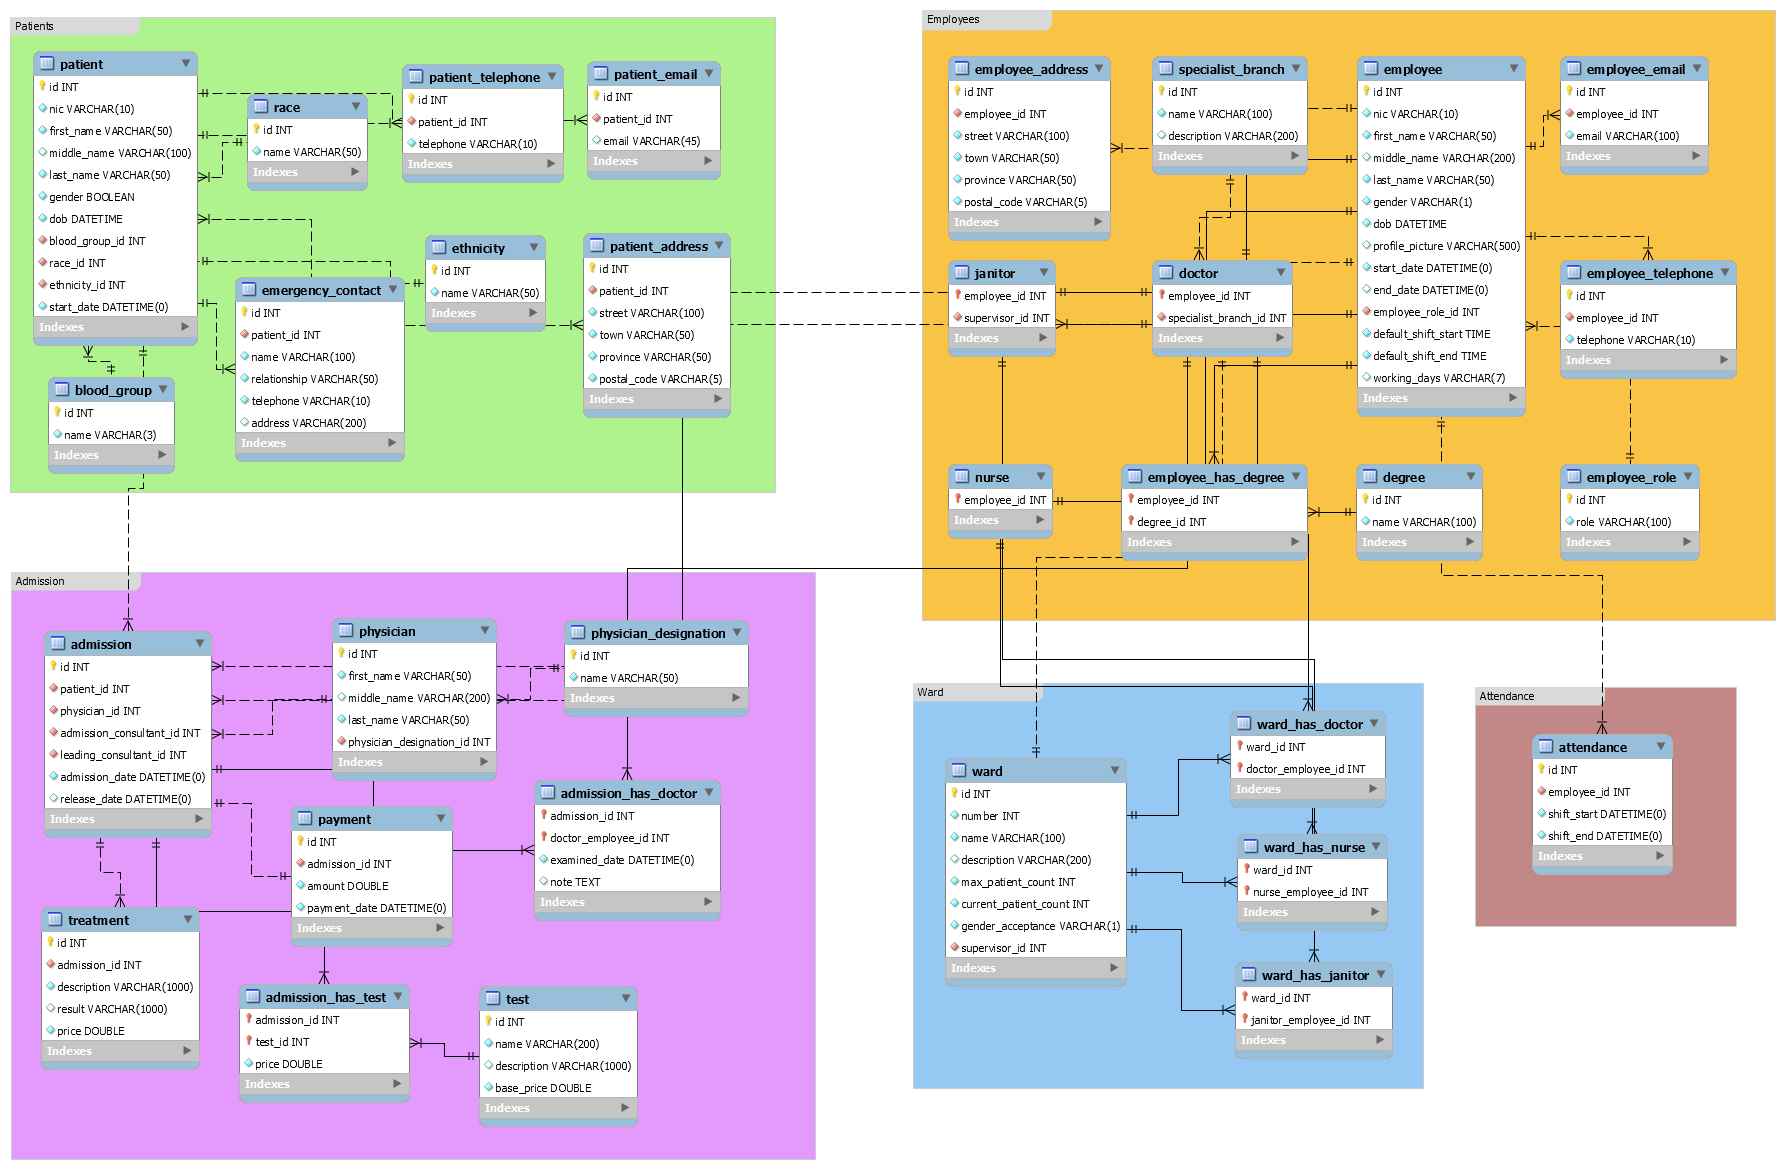 Patients
patient
id INT
nic VARCHAR(10)
first_name VARCHAR(50)
middle_name VARCHAR(100)
last_name VARCHAR(50)
gender BOOLEAN
dob DATETIME
blood_group_id INT
race_id INT
ethnicity_id INT
start_date DATETIME(0)
Indexes
race
id INT
name VARCHAR(50)
Indexes
patient_telephone
id INT
patient_id INT
telephone VARCHAR(10)
Indexes
patient_email
id INT
patient_id INT
email VARCHAR(45)
Indexes
ethnicity
id INT
name VARCHAR(50)
Indexes
patient_address
id INT
patient_id INT
street VARCHAR(100)
town VARCHAR(50)
province VARCHAR(50)
postal_code VARCHAR(5)
Indexes
emergency_contact
id INT
patient_id INT
name VARCHAR(100)
relationship VARCHAR(50)
telephone VARCHAR(10)
address VARCHAR(200)
Indexes
blood_group
id INT
name VARCHAR(3)
Indexes
Employees
employee_address
id INT
employee_id INT
street VARCHAR(100)
town VARCHAR(50)
province VARCHAR(50)
postal_code VARCHAR(5)
Indexes
specialist_branch
id INT
name VARCHAR(100)
description VARCHAR(200)
Indexes
employee
id INT
nic VARCHAR(10)
first_name VARCHAR(50)
middle_name VARCHAR(200)
last_name VARCHAR(50)
gender VARCHAR(1)
dob DATETIME
profile_picture VARCHAR(500)
start_date DATETIME(0)
end_date DATETIME(0)
employee_role_id INT
default_shift_start TIME
default_shift_end TIME
working_days VARCHAR(7)
Indexes
employee_email
id INT
employee_id INT
email VARCHAR(100)
Indexes
janitor
employee_id INT
supervisor_id INT
Indexes
doctor
employee_id INT
specialist_branch_id INT
Indexes
employee_telephone
id INT
employee_id INT
telephone VARCHAR(10)
Indexes
nurse
employee_id INT
Indexes
employee_has_degree
employee_id INT
degree_id INT
Indexes
degree
id INT
name VARCHAR(100)
Indexes
employee_role
id INT
role VARCHAR(100)
Indexes
Admission
admission
id INT
patient_id INT
physician_id INT
admission_consultant_id INT
leading_consultant_id INT
admission_date DATETIME(0)
release_date DATETIME(0)
Indexes
physician
id INT
first_name VARCHAR(50)
middle_name VARCHAR(200)
last_name VARCHAR(50)
physician_designation_id INT
Indexes
physician_designation
id INT
name VARCHAR(50)
Indexes
payment
id INT
admission_id INT
amount DOUBLE
payment_date DATETIME(0)
Indexes
admission_has_doctor
admission_id INT
doctor_employee_id INT
examined_date DATETIME(0)
note TEXT
Indexes
treatment
id INT
admission_id INT
description VARCHAR(1000)
result VARCHAR(1000)
price DOUBLE
Indexes
admission_has_test
admission_id INT
test_id INT
price DOUBLE
Indexes
test
id INT
name VARCHAR(200)
description VARCHAR(1000)
base_price DOUBLE
Indexes
Ward
ward
id INT
number INT
name VARCHAR(100)
description VARCHAR(200)
max_patient_count INT
current_patient_count INT
gender_acceptance VARCHAR(1)
supervisor_id INT
Indexes
ward_has_doctor
ward_id INT
doctor_employee_id INT
Indexes
ward_has_nurse
ward_id INT
nurse_employee_id INT
Indexes
ward_has_janitor
ward_id INT
janitor_employee_id INT
Indexes
Attendance
attendance
id INT
employee_id INT
shift_start DATETIME(0)
shift_end DATETIME(0)
Indexes